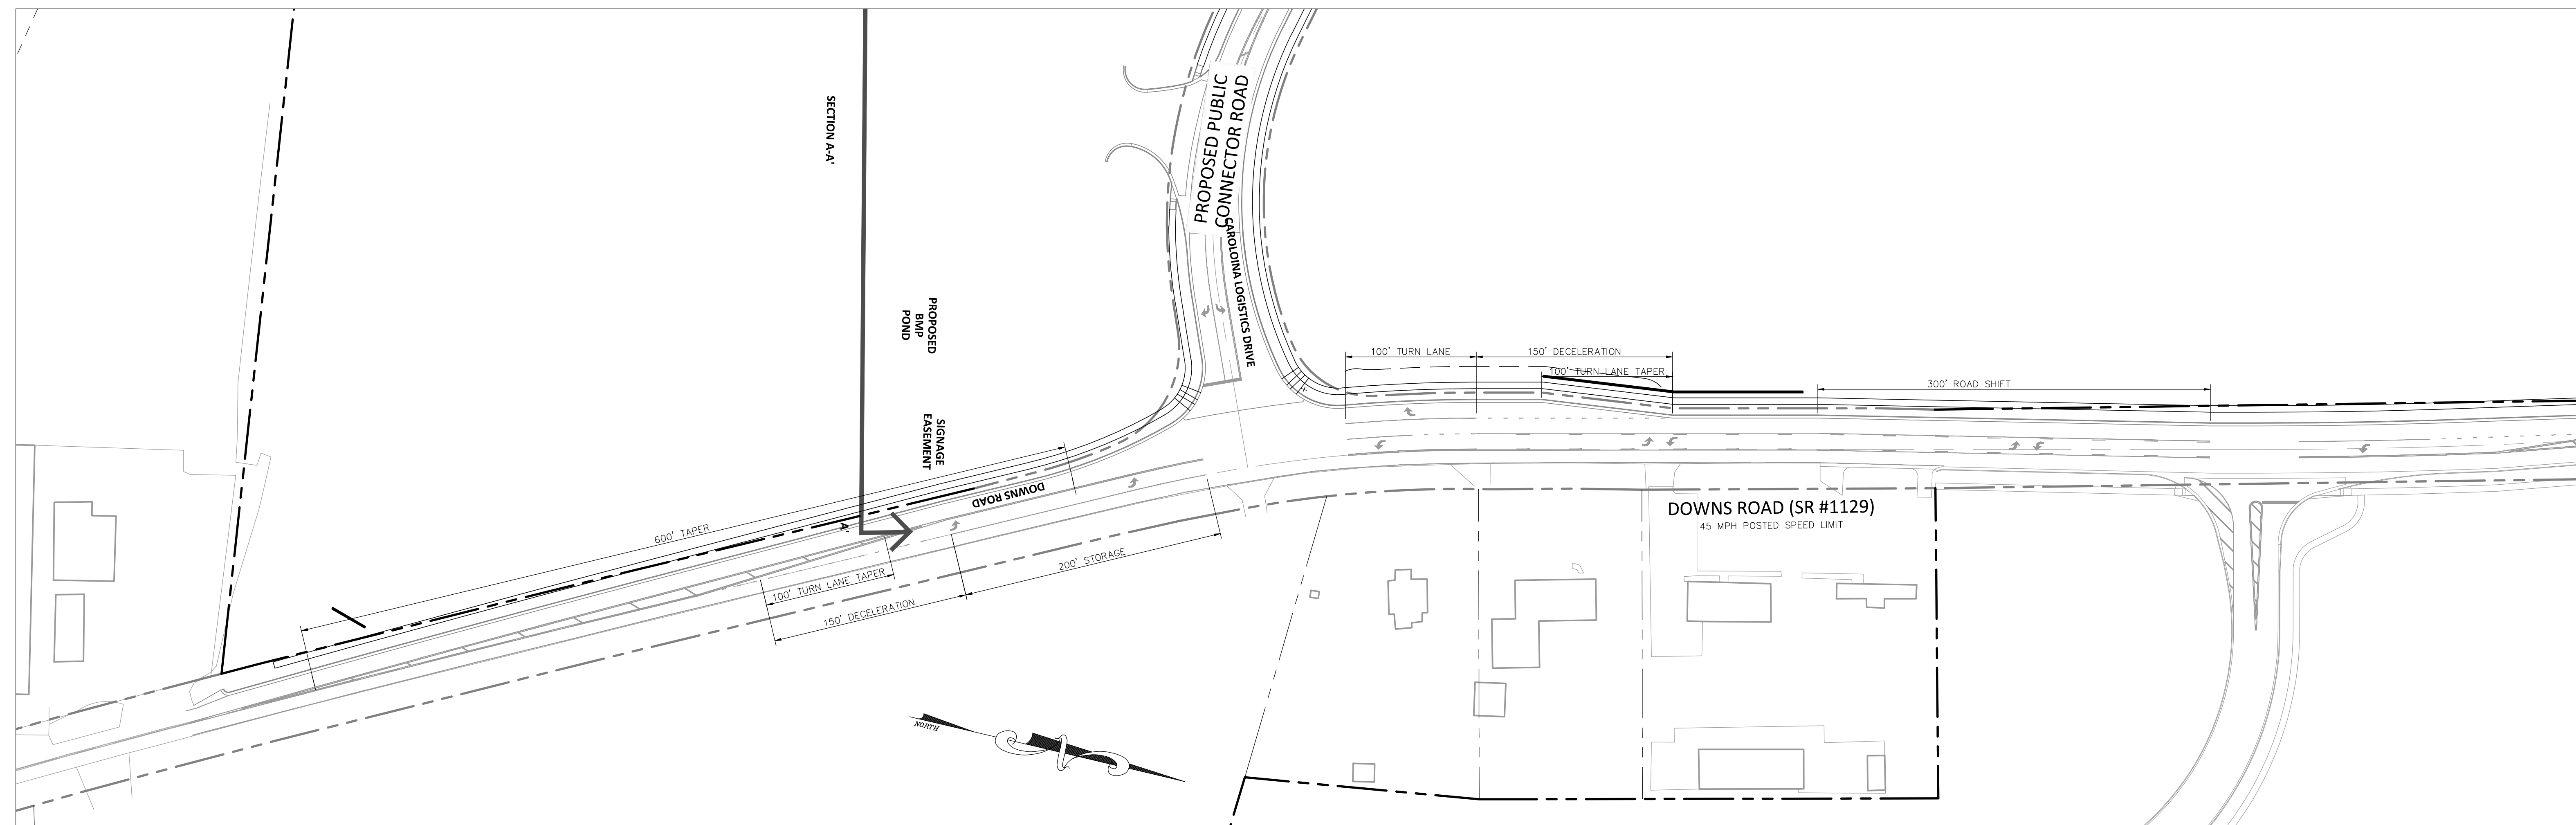 SECTION A-A'
PROPOSED PUBLIC
CONNECTOR ROAD
CAROLOINA LOGISTICS DRIVE
PROPOSED
BMP
POND
SIGNAGE
EASEMENT
100' TURN LANE
150' DECELERATION
100' TURN LANE TAPER
300' ROAD SHIFT
DOWNS ROAD
A'
600' TAPER
100' TURN LANE TAPER
150' DECELERATION
200' STORAGE
DOWNS ROAD (SR #1129)
45 MPH POSTED SPEED LIMIT
NORTH